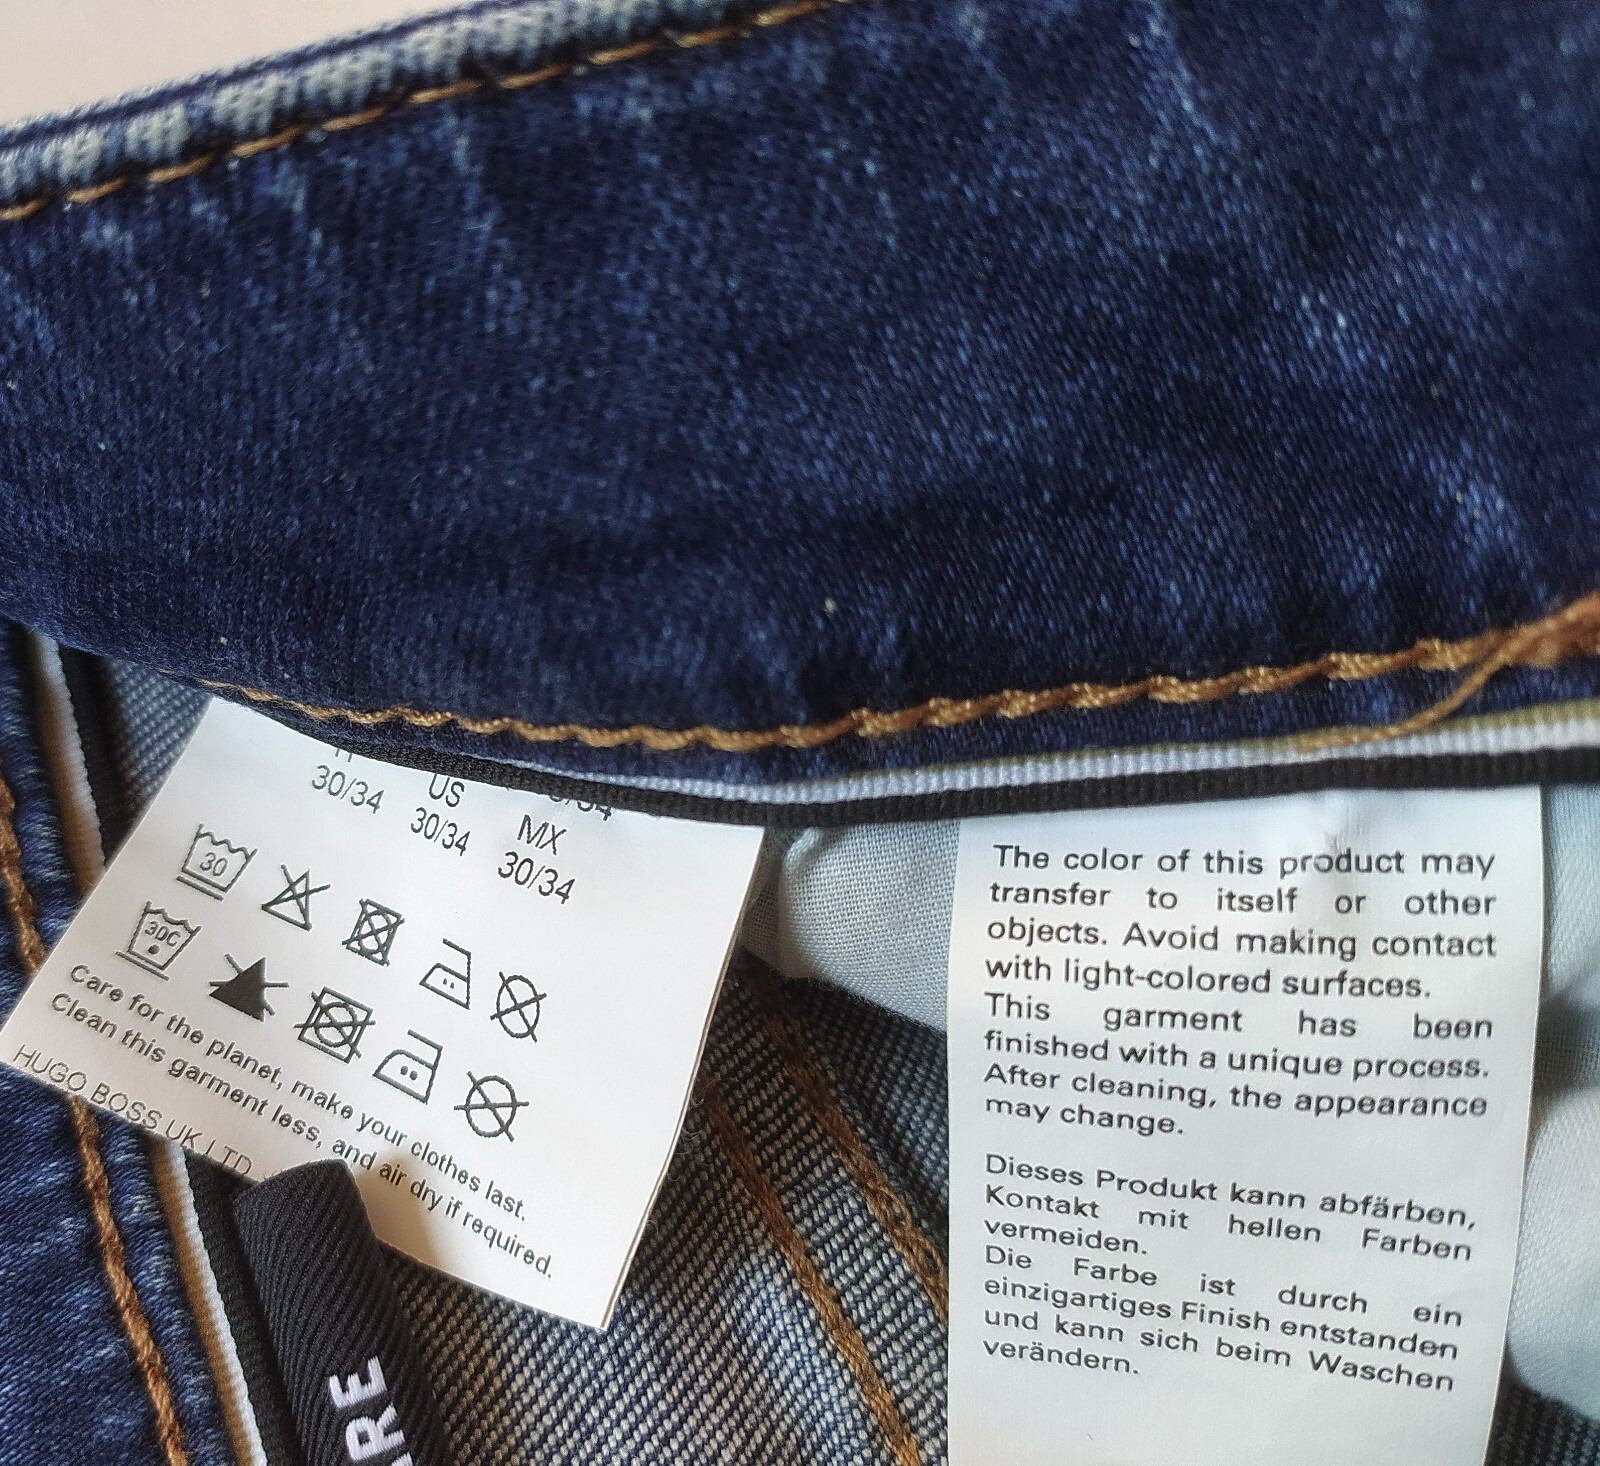 US
30/34
30/34
MX
30/34
30
30C
Care for the planet, make your clothes last.
Clean this garment less, and air dry if required.
HUGO BOSS UK LTD
The color of this product may
transfer to itself or other
objects. Avoid making contact
with light-colored surfaces.
This garment has been
finished with a unique process.
After cleaning, the appearance
may change.
Dieses Produkt kann abfärben,
Kontakt mit hellen Farben
vermeiden.
Die Farbe ist durch ein
einzigartiges Finish entstanden
und kann sich beim Waschen
verändern.